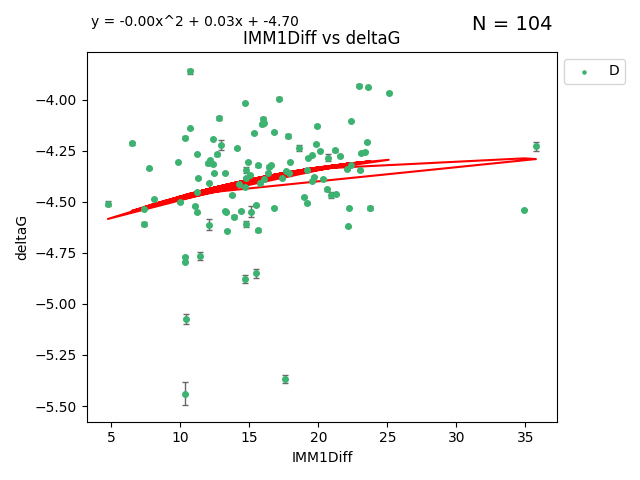 y = -0.00x^2 + 0.03x + -4.70
N = 104
IMM1Diff vs deltaG
D
deltaG
−4.00
−4.25
−4.50
−4.75
−5.00
−5.25
−5.50
5 10 15 20 25 30 35
IMM1Diff